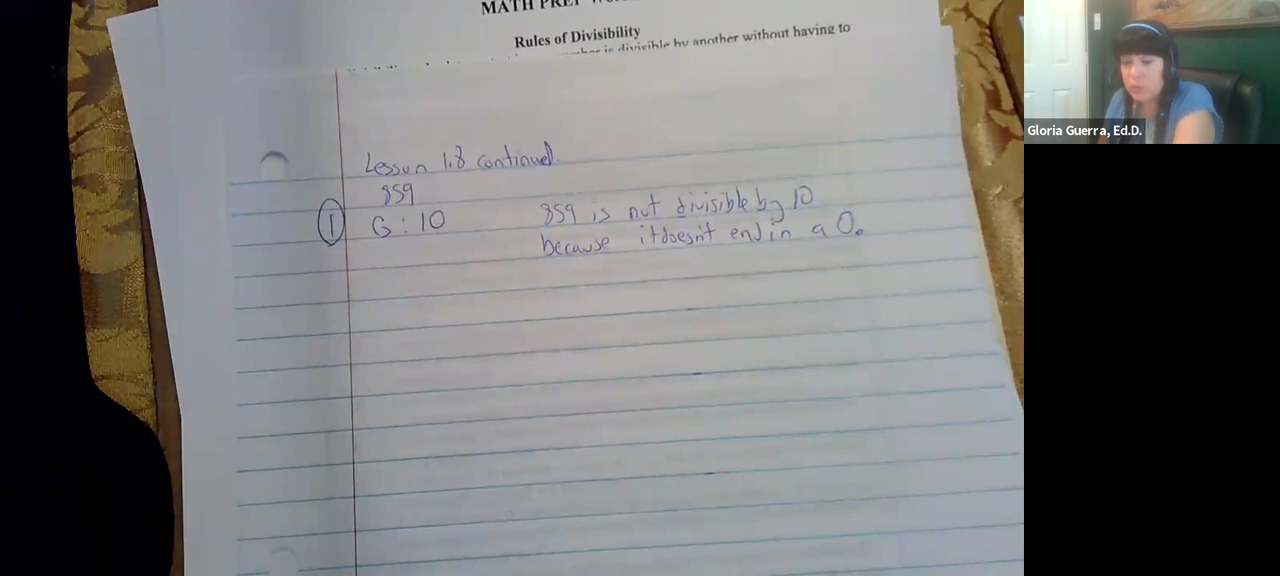 MATH PREP
Rules of Divisibility
is divisible by another without having to
Lesson 1.8 continued.
859
① G : 10
859 is not divisible by 10
because it doesn't end in a 0.
Gloria Guerra, Ed.D.